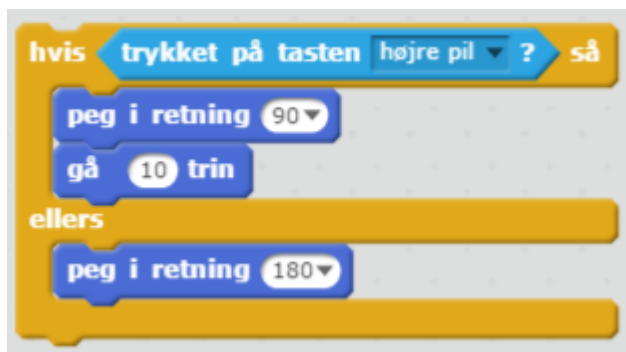 hvis trykket på tasten højre pil ? så
peg i retning 90
gå 10 trin
ellers
peg i retning 180